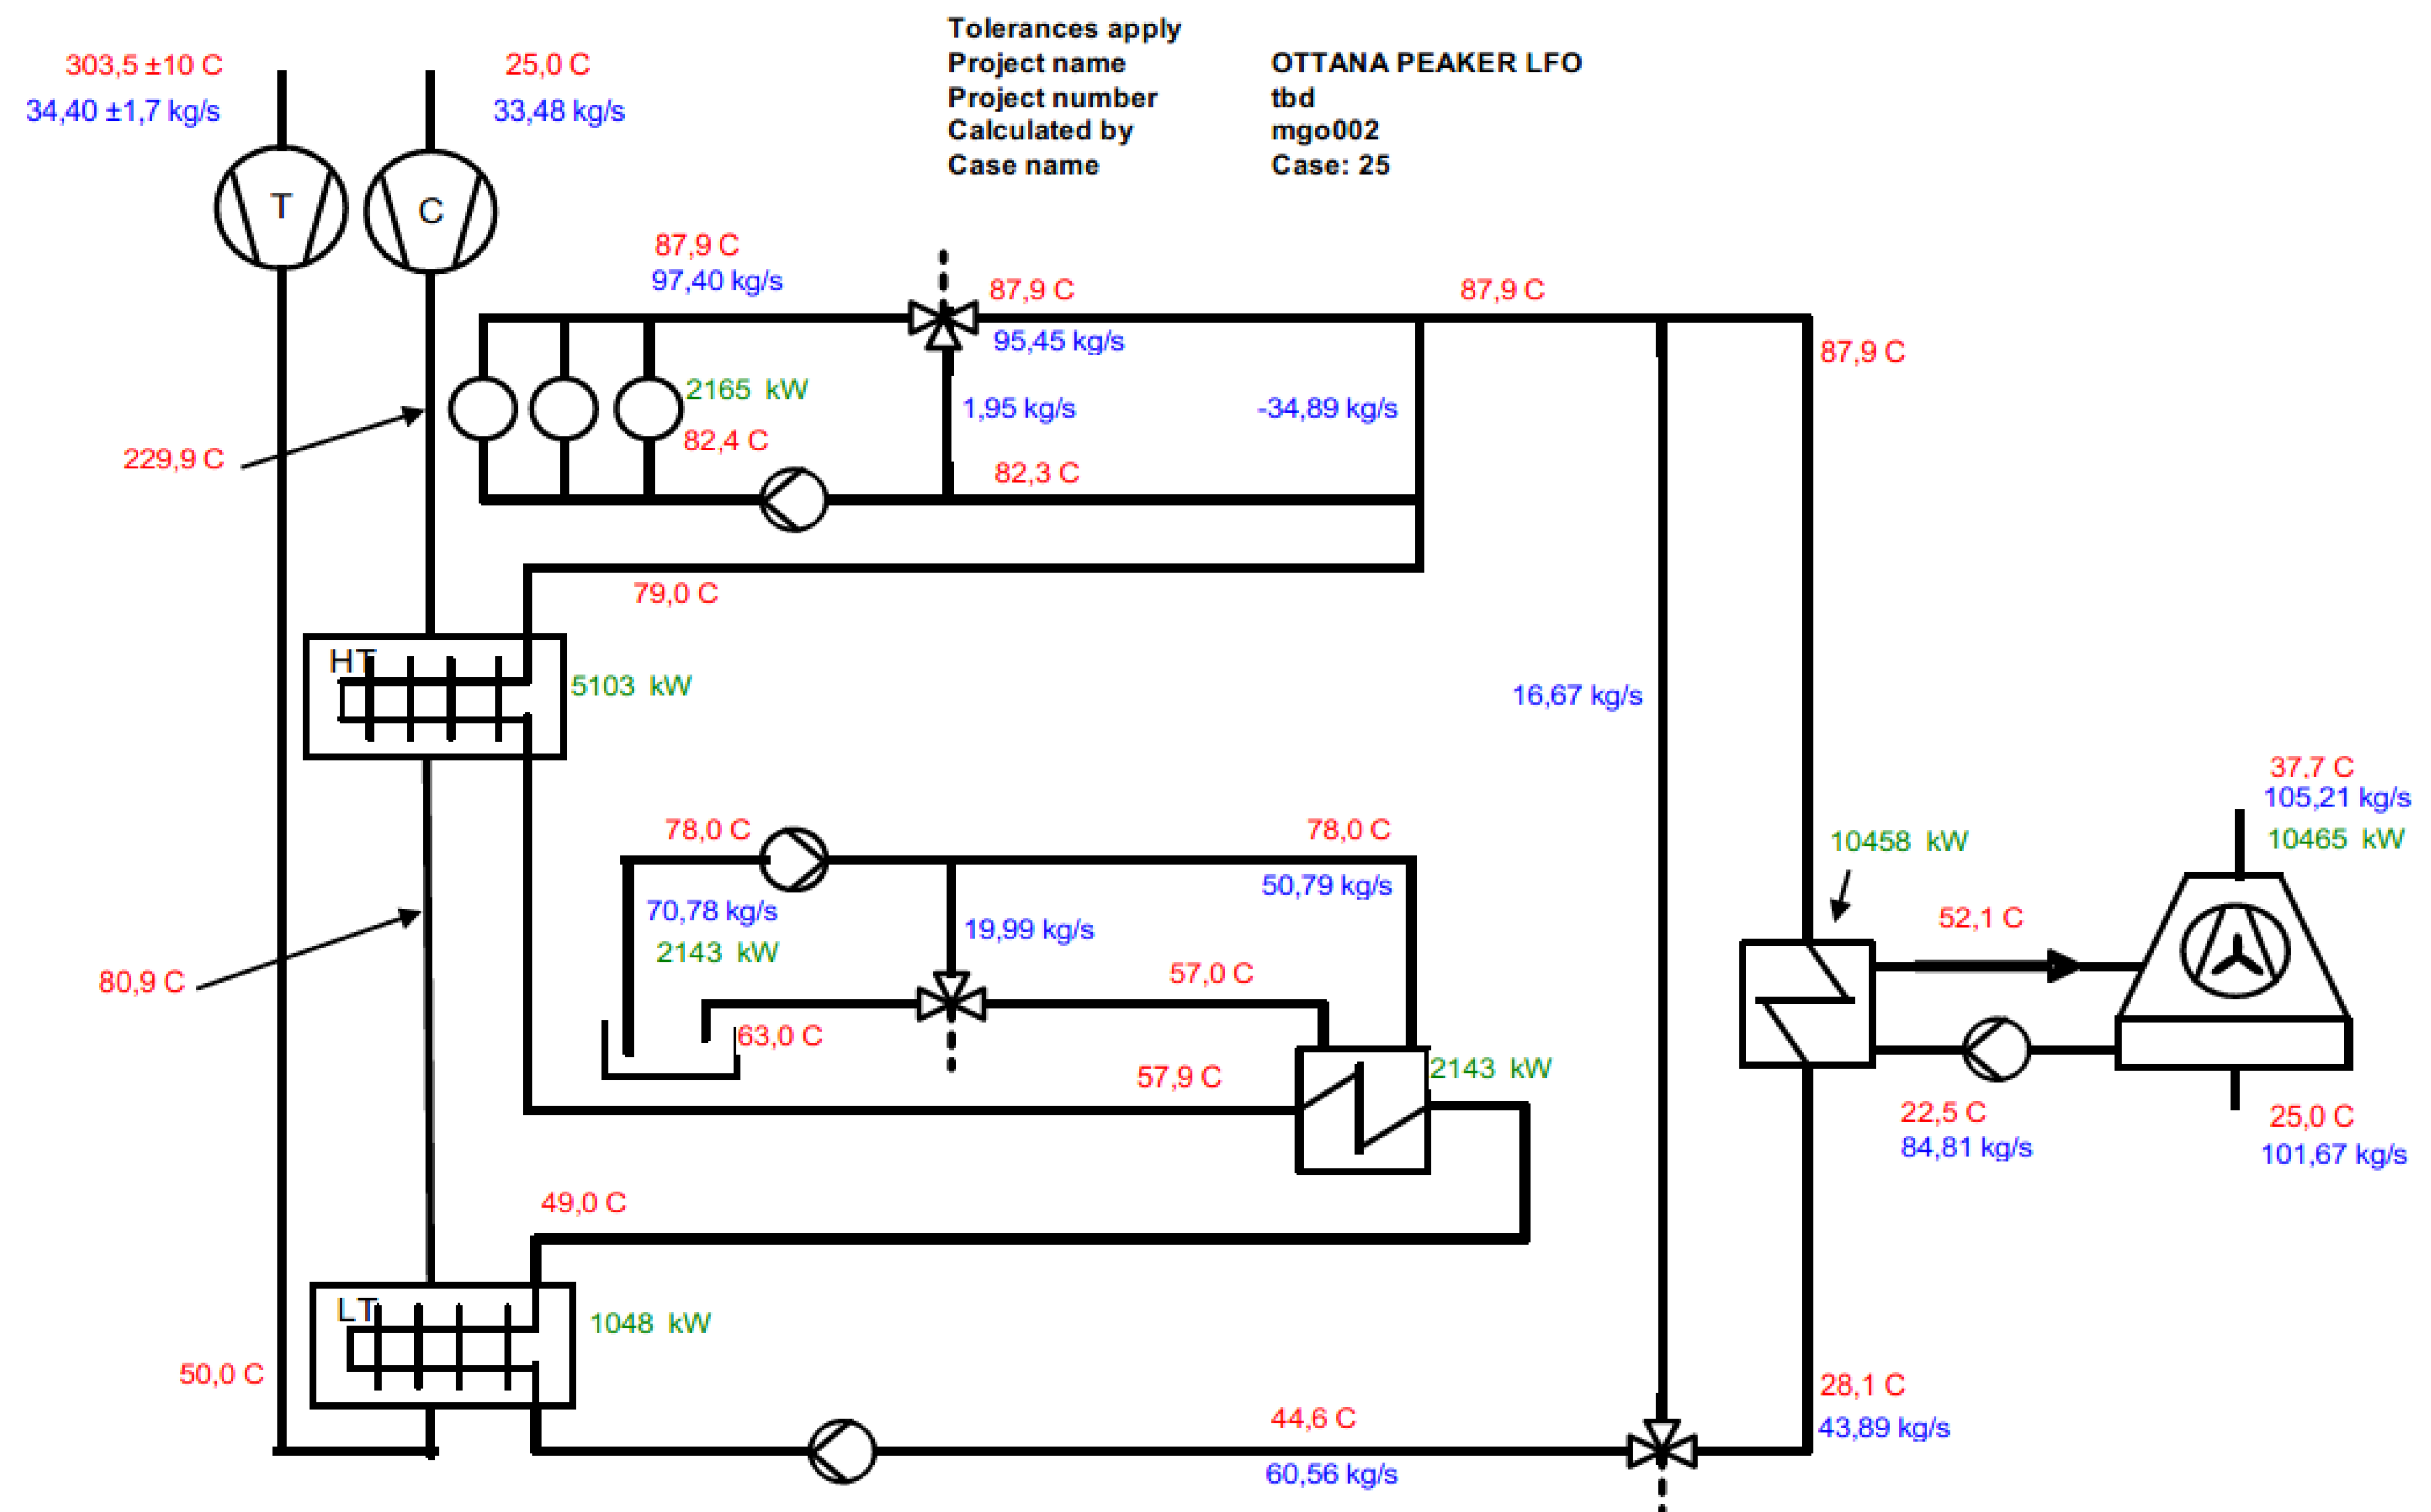 Tolerances apply
Project name OTTANA PEAKER LFO
Project number tbd
Calculated by mgo002
Case name Case: 25
303,5 ±10 C
34,40 ±1,7 kg/s
25,0 C
33,48 kg/s
T
C
87,9 C
97,40 kg/s
87,9 C
95,45 kg/s
87,9 C
87,9 C
2165 kW
82,4 C
1,95 kg/s
-34,89 kg/s
229,9 C
82,3 C
79,0 C
HT
5103 kW
16,67 kg/s
37,7 C
105,21 kg/s
10465 kW
78,0 C
78,0 C
10458 kW
70,78 kg/s
2143 kW
50,79 kg/s
19,99 kg/s
52,1 C
80,9 C
57,0 C
63,0 C
57,9 C
2143 kW
22,5 C
84,81 kg/s
25,0 C
101,67 kg/s
49,0 C
LT
1048 kW
50,0 C
44,6 C
60,56 kg/s
28,1 C
43,89 kg/s